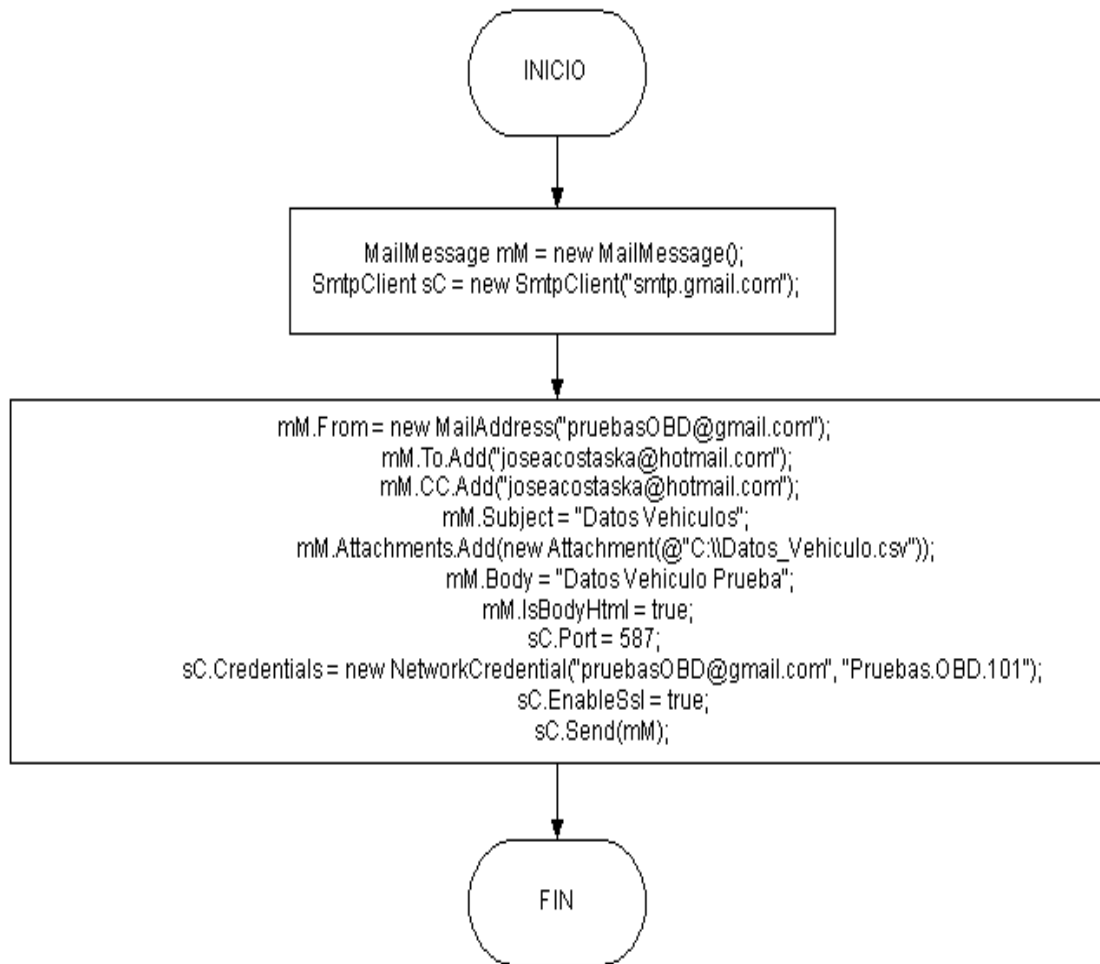 INICIO
MailMessage mM = new MailMessage();
SmtpClient sC = new SmtpClient("smtp.gmail.com");
mM.From = new MailAddress("pruebasOBD@gmail.com");
mM.To.Add("joseacostaska@hotmail.com");
mM.CC.Add("joseacostaska@hotmail.com");
mM.Subject = "Datos Vehiculos";
mM.Attachments.Add(new Attachment(@"C:\\Datos_Vehiculo.csv"));
mM.Body = "Datos Vehiculo Prueba";
mM.IsBodyHtml = true;
sC.Port = 587;
sC.Credentials = new NetworkCredential("pruebasOBD@gmail.com", "Pruebas.OBD.101");
sC.EnableSsl = true;
sC.Send(mM);
FIN